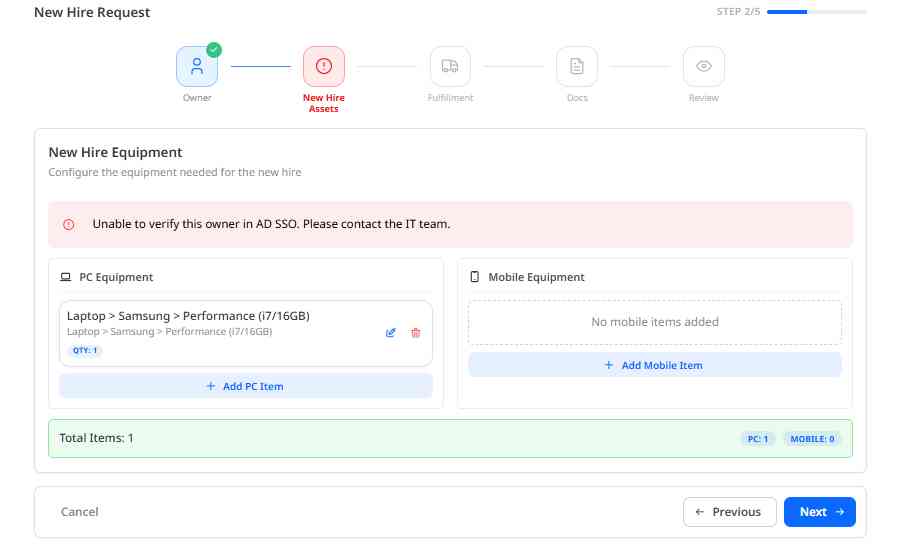 New Hire Request
STEP 2/5
Owner
New Hire
Assets
Fulfillment
Docs
Review
New Hire Equipment
Configure the equipment needed for the new hire
Unable to verify this owner in AD SSO. Please contact the IT team.
PC Equipment
Laptop > Samsung > Performance (i7/16GB)
Laptop > Samsung > Performance (i7/16GB)
QTY: 1
Add PC Item
Mobile Equipment
No mobile items added
Add Mobile Item
Total Items: 1
PC: 1
MOBILE: 0
Cancel
Previous
Next